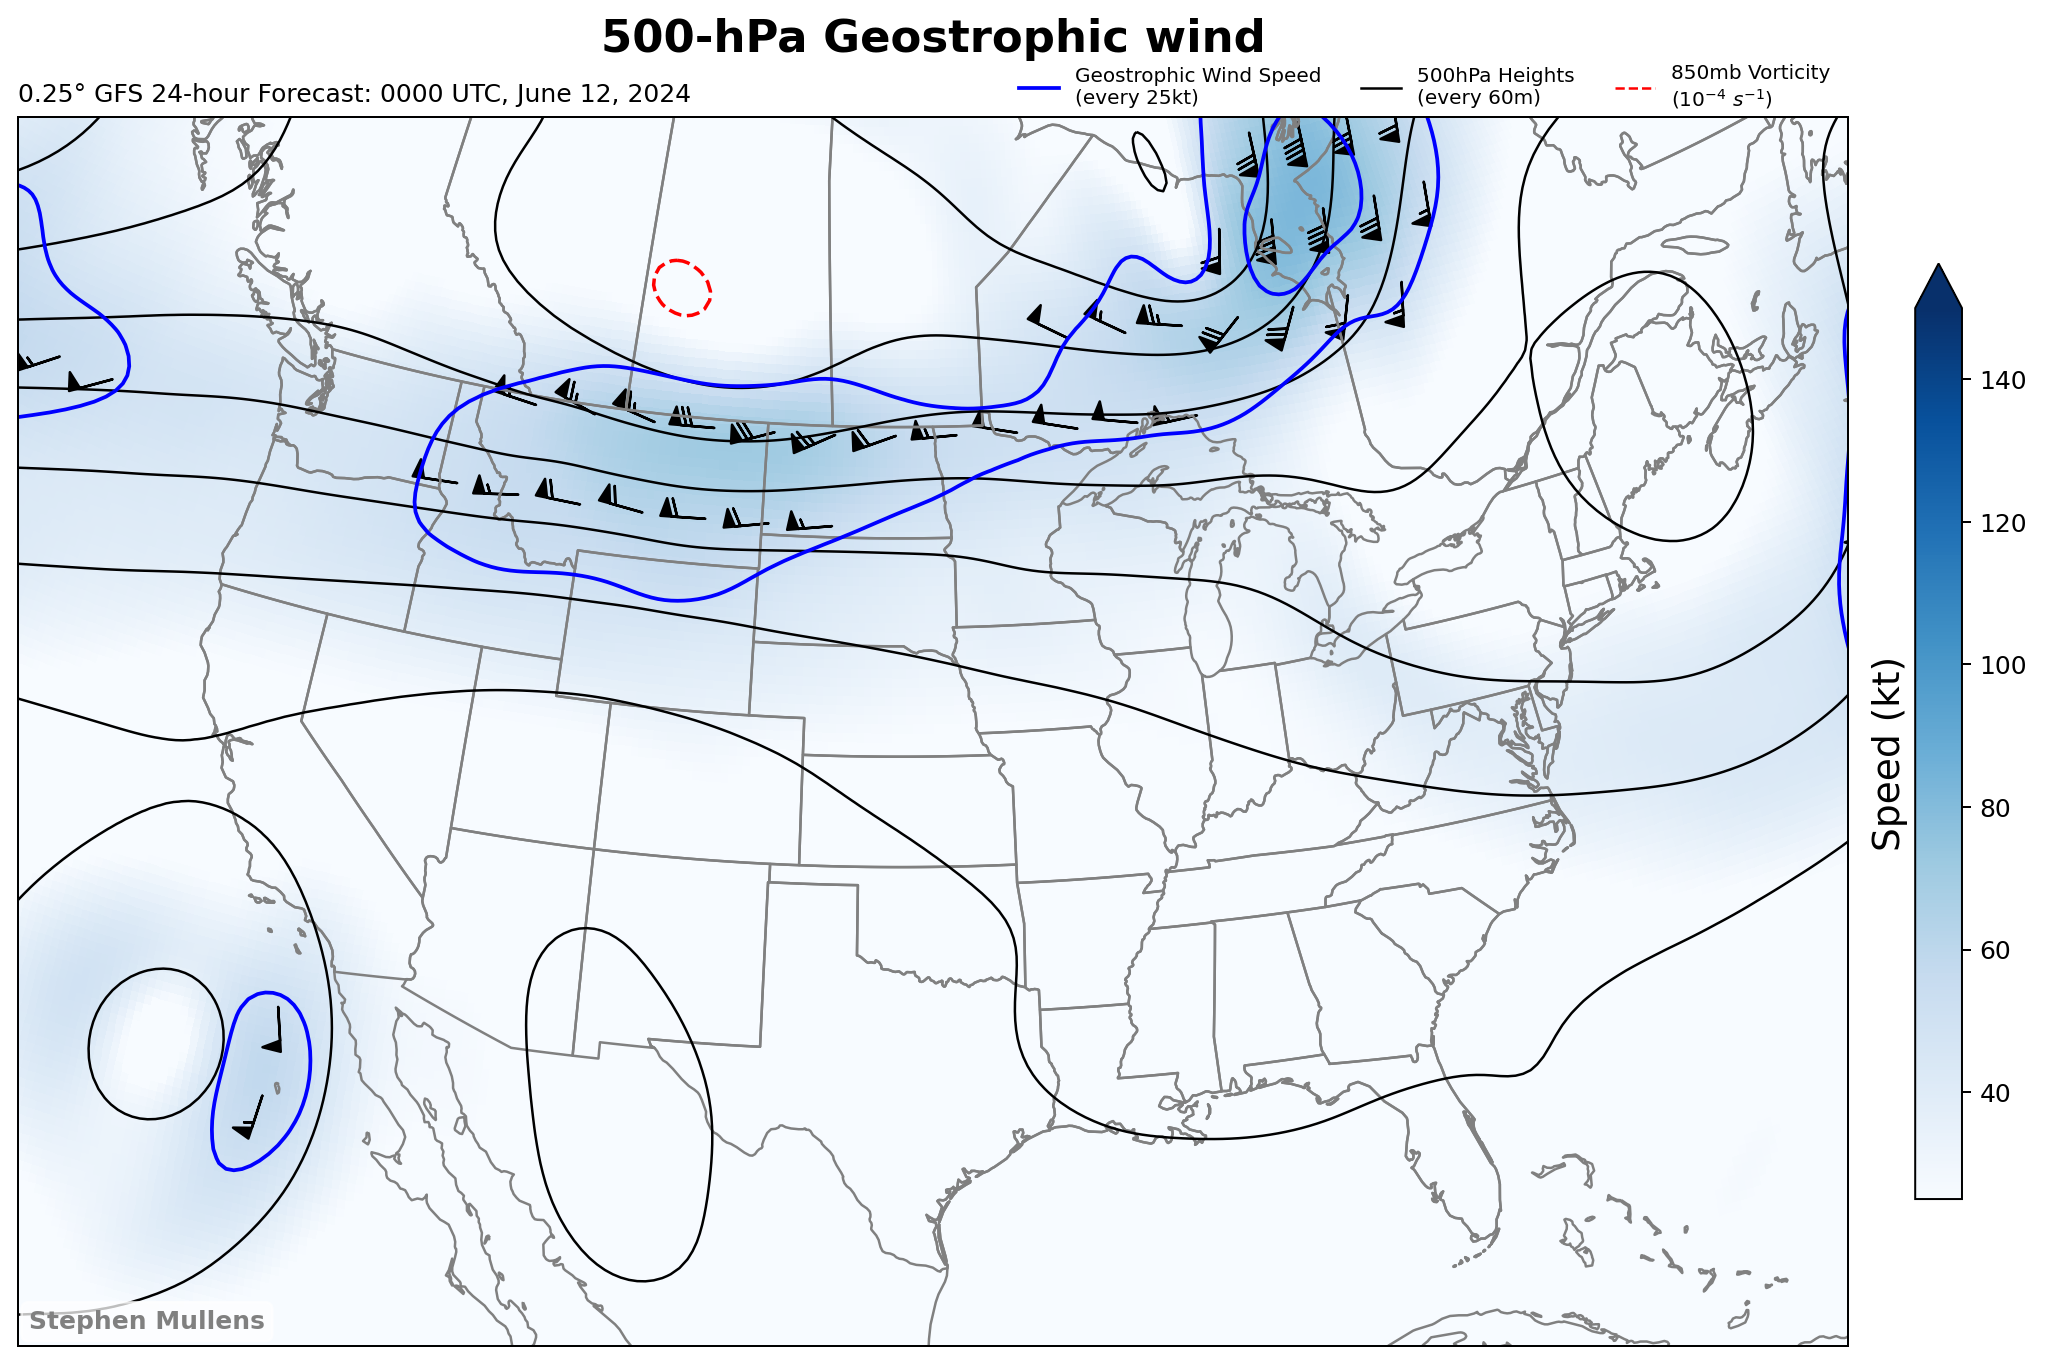 500-hPa Geostrophic wind
0.25° GFS 24-hour Forecast: 0000 UTC, June 12, 2024
Geostrophic Wind Speed
(every 25kt)
500hPa Heights
(every 60m)
850mb Vorticity
(10⁻⁴ s⁻¹)
140
120
100
80
60
40
Speed (kt)
Stephen Mullens